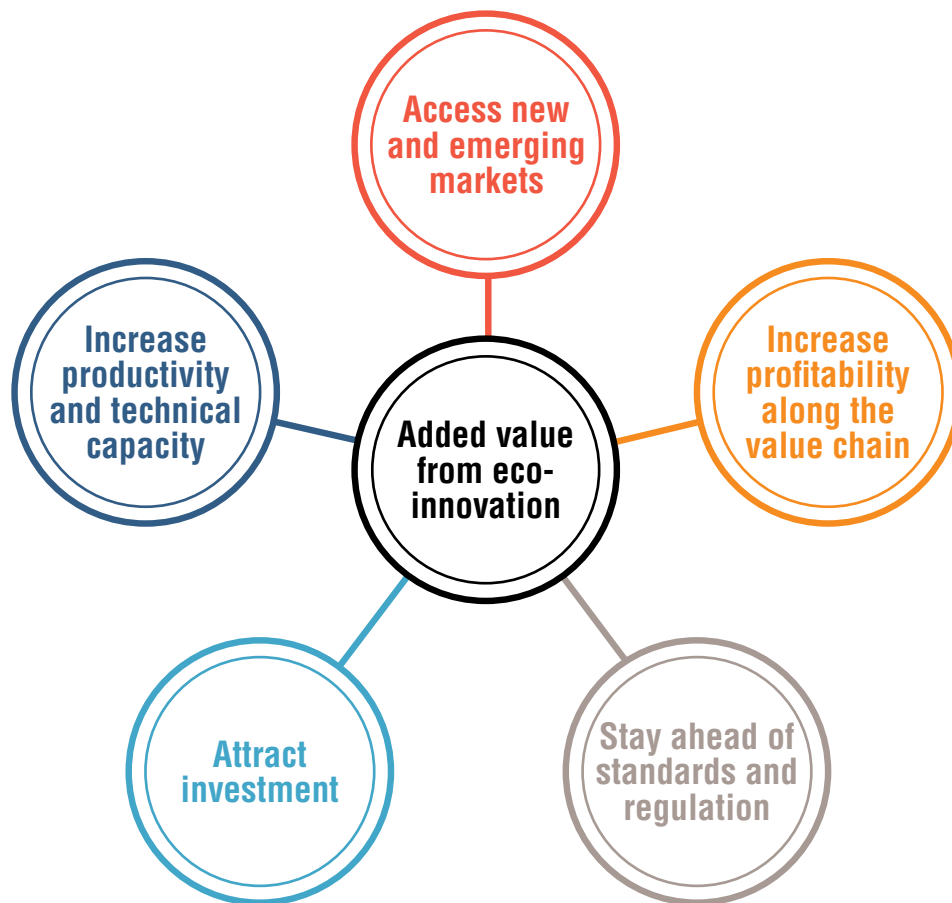 Access new
and emerging
markets
Increase
productivity
and technical
capacity
Increase
profitability
along the
value chain
Added value
from eco-
innovation
Attract
investment
Stay ahead of
standards and
regulation